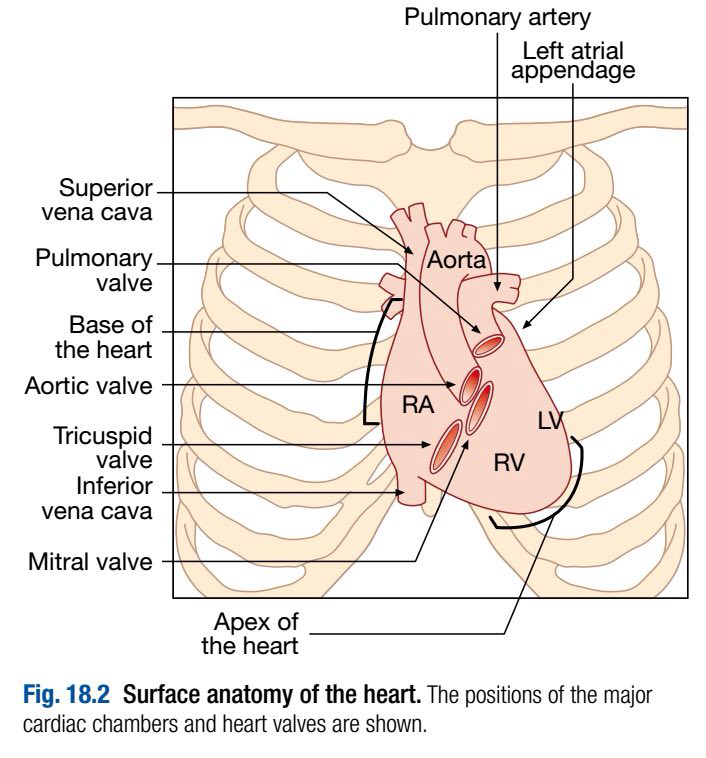 Pulmonary artery
Left atrial
appendage
Superior
vena cava
Pulmonary
valve
Aorta
Base of
the heart
Aortic valve
RA
LV
Tricuspid
valve
RV
Inferior
vena cava
Mitral valve
Apex of
the heart
Fig. 18.2 Surface anatomy of the heart. The positions of the major
cardiac chambers and heart valves are shown.